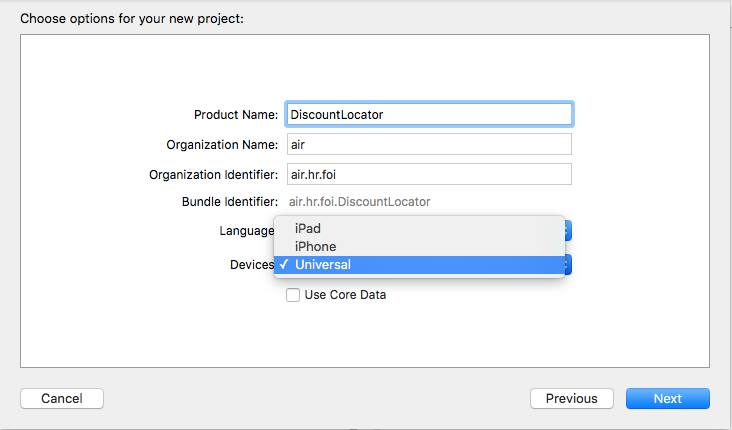 Choose options for your new project:
Product Name: DiscountLocator
Organization Name: air
Organization Identifier: air.hr.foi
Bundle Identifier: air.hr.foi.DiscountLocator
Language
iPad
iPhone
Devices ✓ Universal
Use Core Data
Cancel Previous Next